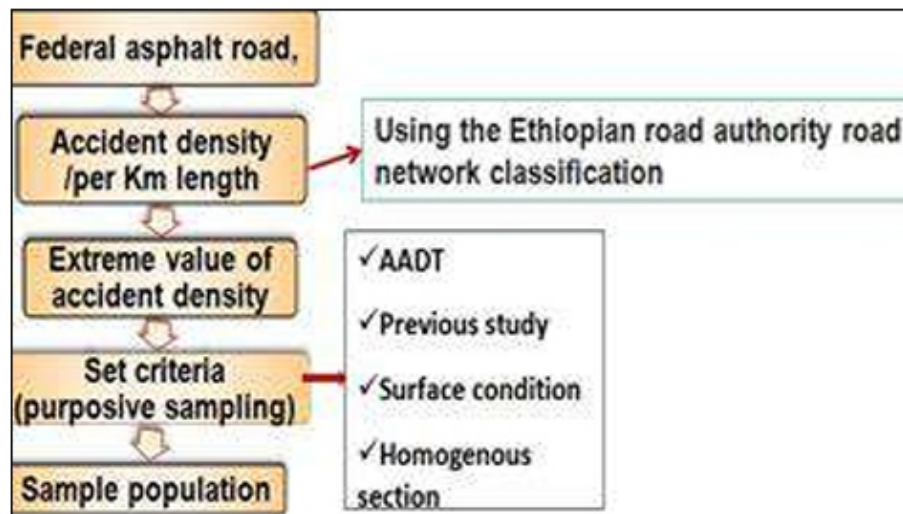 Federal asphalt road,
Accident density
/per Km length
Using the Ethiopian road authority road
network classification
Extreme value of
accident density
Set criteria
(purposive sampling)
✓AADT
✓Previous study
✓Surface condition
✓Homogenous
section
Sample population